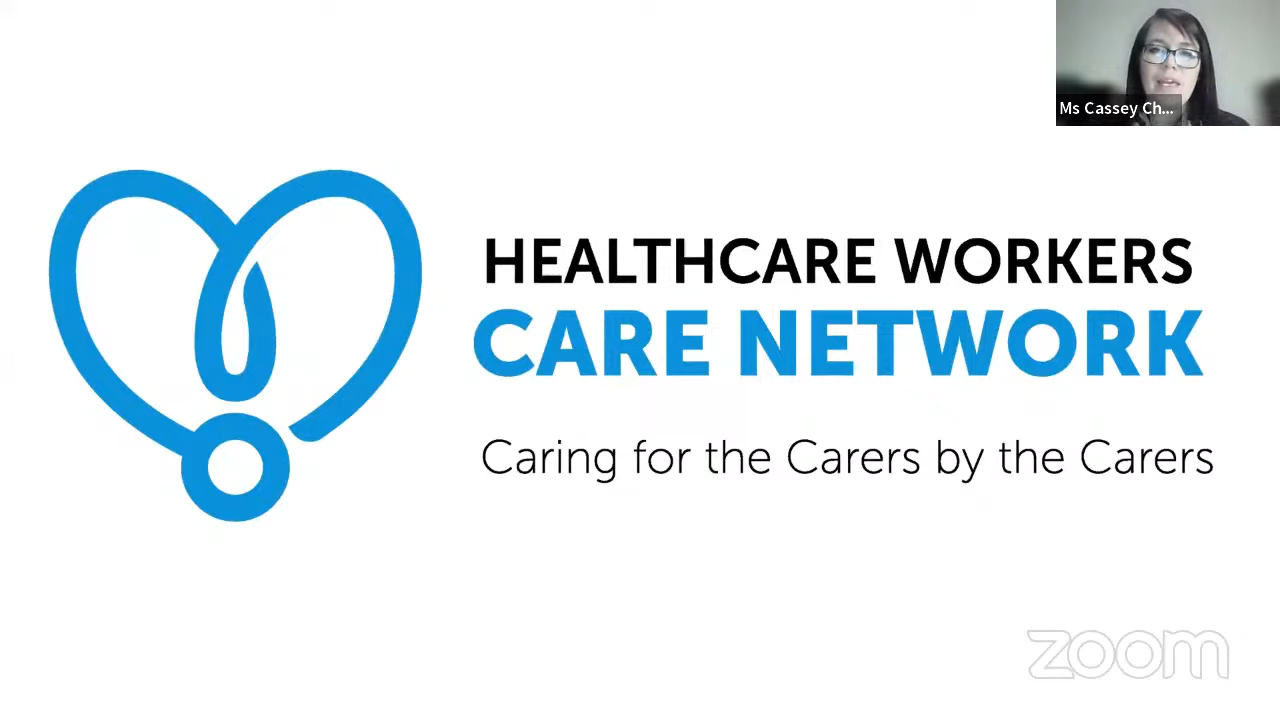 Ms Cassey Ch...
HEALTHCARE WORKERS
CARE NETWORK
Caring for the Carers by the Carers
zoom